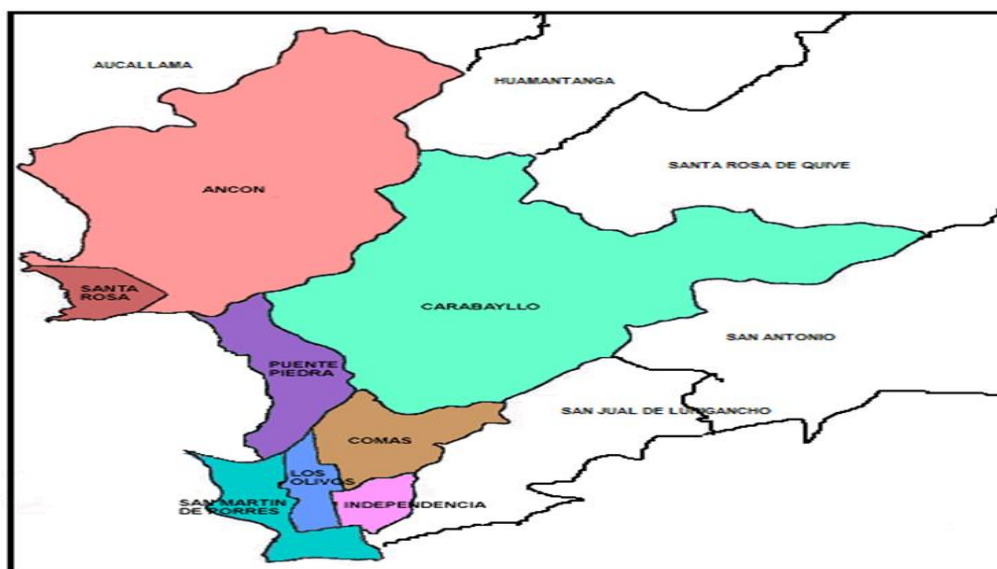 AUCALLAMA
HUAMANTANGA
SANTA ROSA DE QUIVE
ANCON
SANTA
ROSA
CARABAYLLO
SAN ANTONIO
PUENTE
PIEDRA
SAN JUAL DE LURIGANCHO
COMAS
LOS
OLIVOS
SAN MARTIN
DE PORRES
INDEPENDENCIA